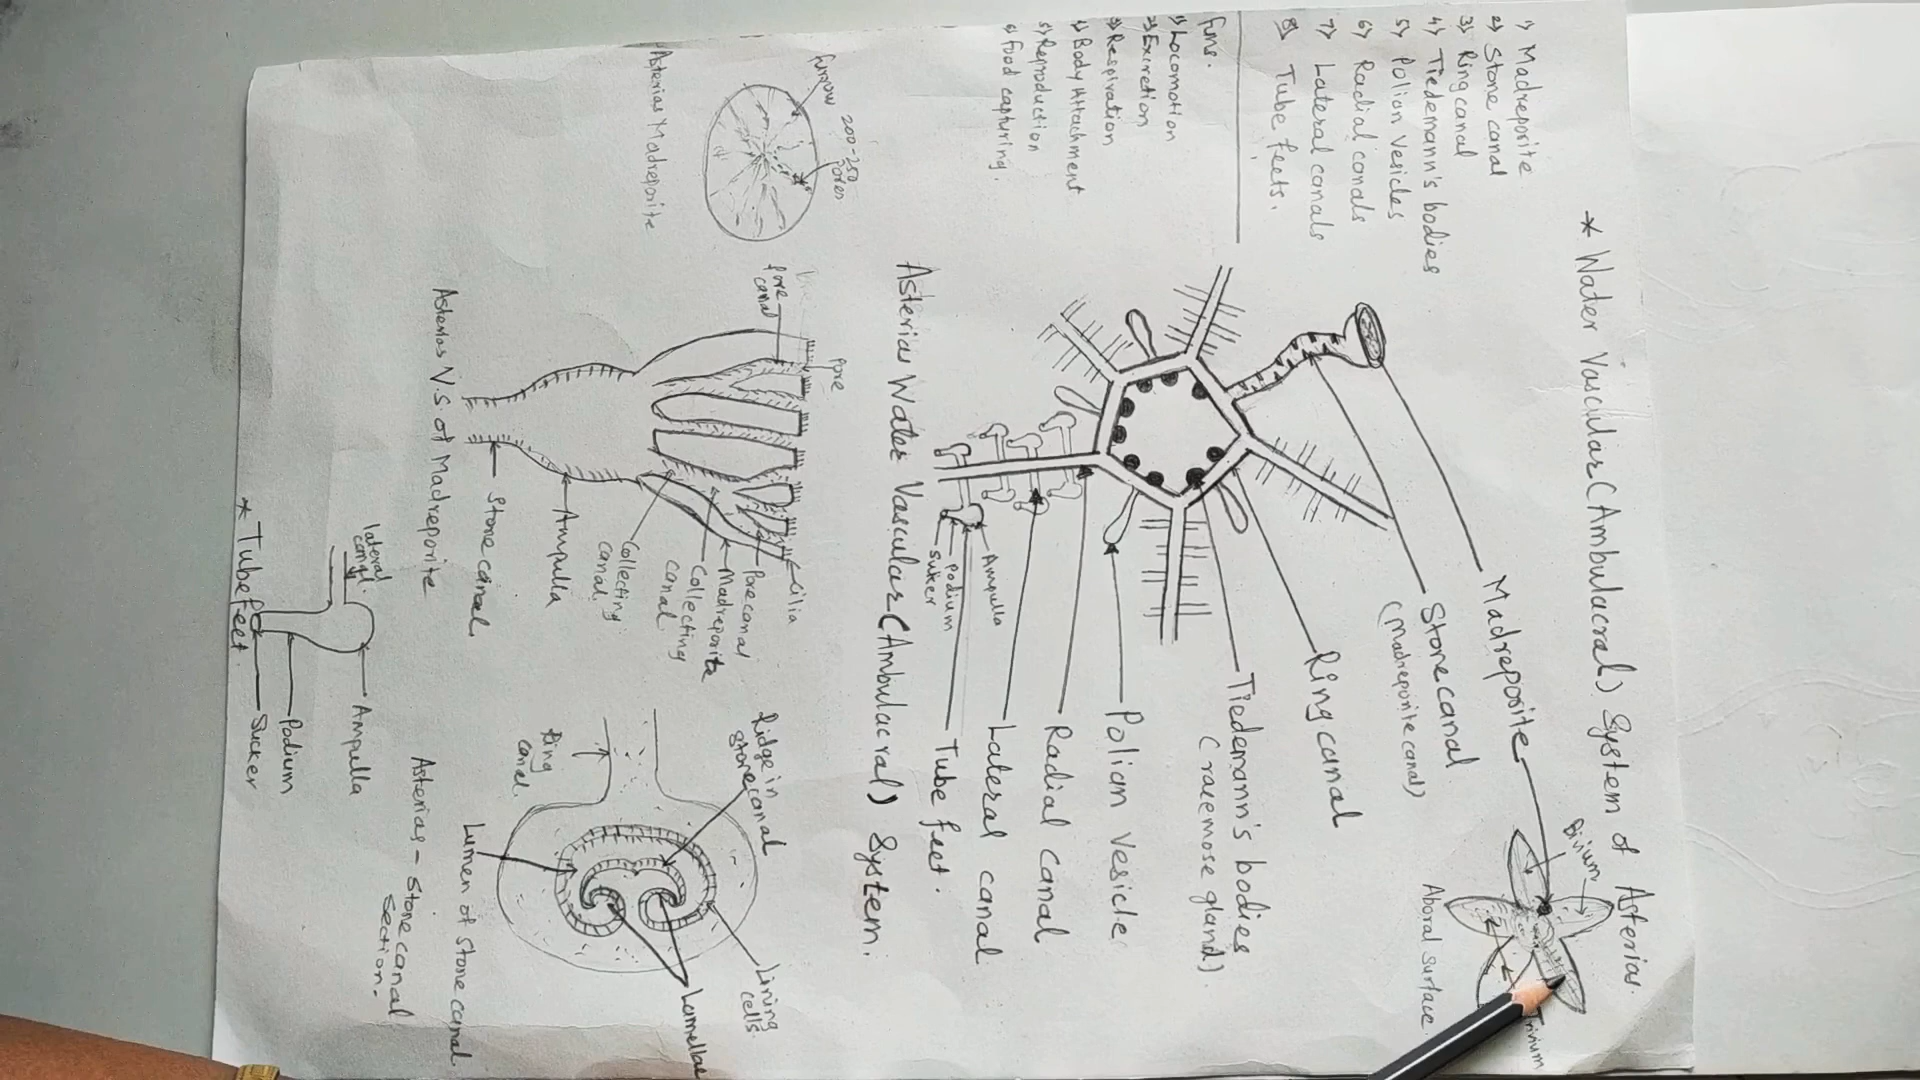 * Water Vascular (Ambulacral) System of Asterias.
1) Madreporite
2) Stone canal
3) Ring canal
4) Tiedemann's bodies
5) Polian vesicles
6) Radial canals
7) Lateral canals
8) Tube feets.
Funs.
1) Locomotion
2) Excretion
3) Respiration
4) Body Attachment
5) Reproduction
6) Food capturing.
Bivium
Trivium
Aboral surface
Madreporite
Stone canal
(madreporite canal)
Ring canal
Tiedemann's bodies
(racemose gland)
Polian vesicle
Radial canal
Lateral canal
Tube feet.
Ampulla
Podium
suker
Asterias Water Vascular (Ambulacral) System.
furrow
200-250
Pores
Asterias Madreporite
Pore
Pore
canal
Cilia
Pore canal
Madreporite
Collecting
canal
Collecting
canal.
Ampulla
Stone canal
Asterias V.S. of Madreporite
Ridge in
stone canal
Lining
cells.
Lamellae
Ring
canal.
Lumen of stone canal
Asterias - Stone canal
Section.
lateral
canal.
Ampulla
Podium
Sucker
* Tube feet.